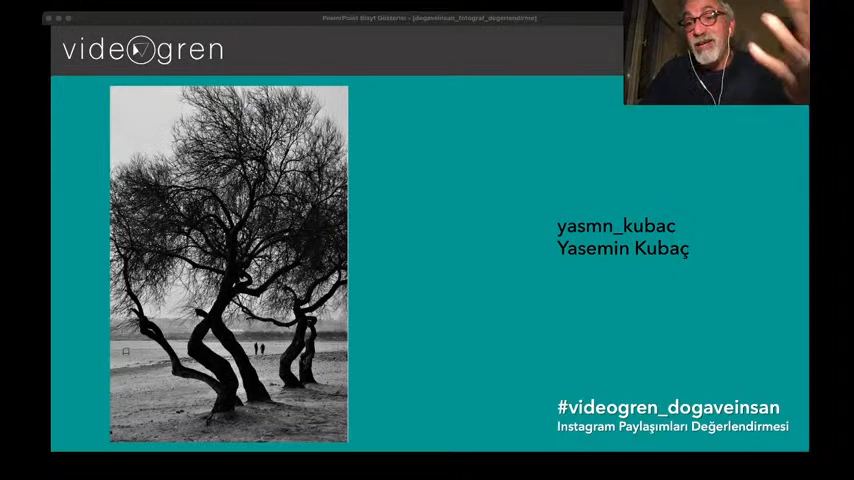 PowerPoint Slayt Gösterisi - [dogaveinsan_fotograf_degerlendirme]
videogren
yasmn_kubac
Yasemin Kubaç
#videogren_dogaveinsan
Instagram Paylaşımları Değerlendirmesi